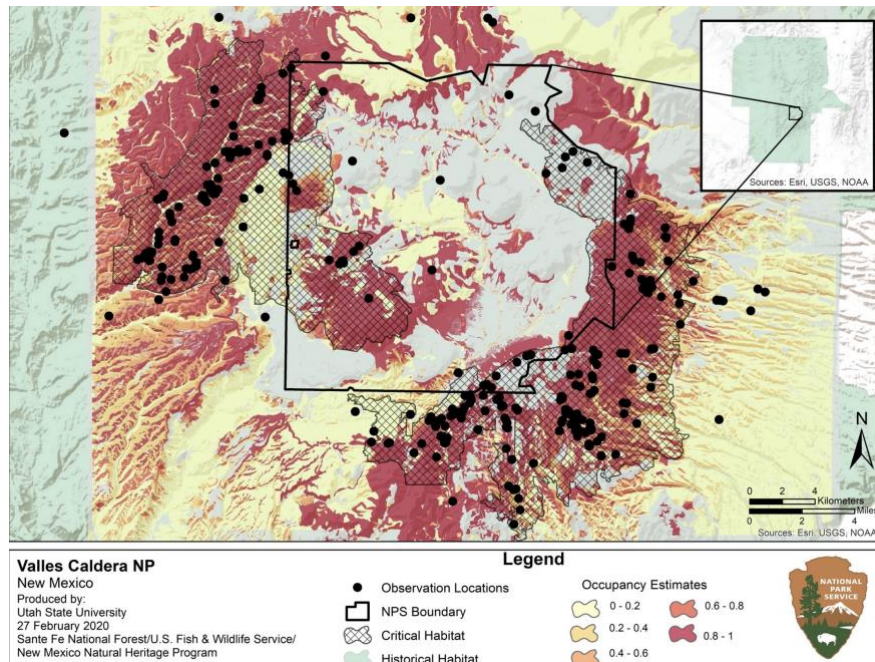 Sources: Esri, USGS, NOAA
N
0 2 4
Kilometers
Miles
0 2 4
Sources: Esri, USGS, NOAA
Valles Caldera NP
New Mexico
Produced by:
Utah State University
27 February 2020
Sante Fe National Forest/U.S. Fish & Wildlife Service/
New Mexico Natural Heritage Program
Legend
Observation Locations
NPS Boundary
Critical Habitat
Historical Habitat
Occupancy Estimates
0 - 0.2
0.2 - 0.4
0.4 - 0.6
0.6 - 0.8
0.8 - 1
NATIONAL
PARK
SERVICE